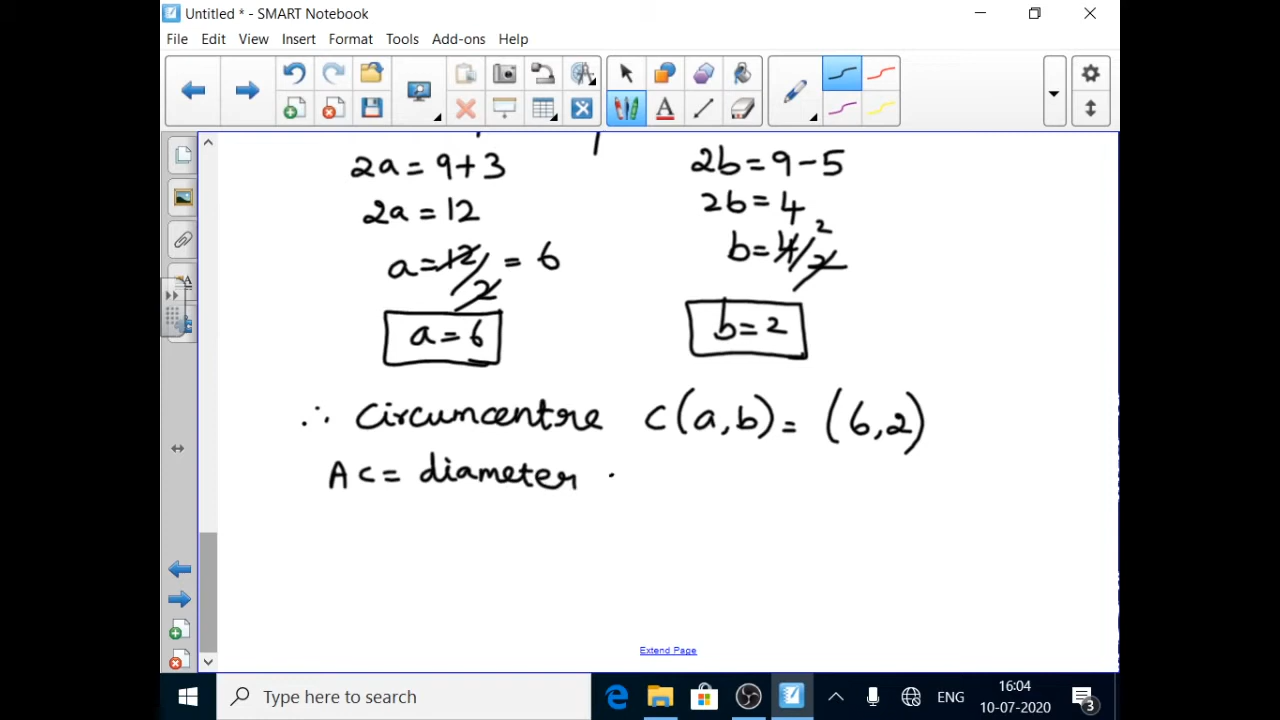 Untitled * - SMART Notebook
File Edit View Insert Format Tools Add-ons Help
2a = 9 + 3
2b = 9 - 5
2a = 12
2b = 4
a = 12/2 = 6
b = 4/2 2
a = 6
b = 2
∴ Circumcentre C(a,b) = (6,2)
AC = diameter
Extend Page
Type here to search
ENG
16:04
10-07-2020
3